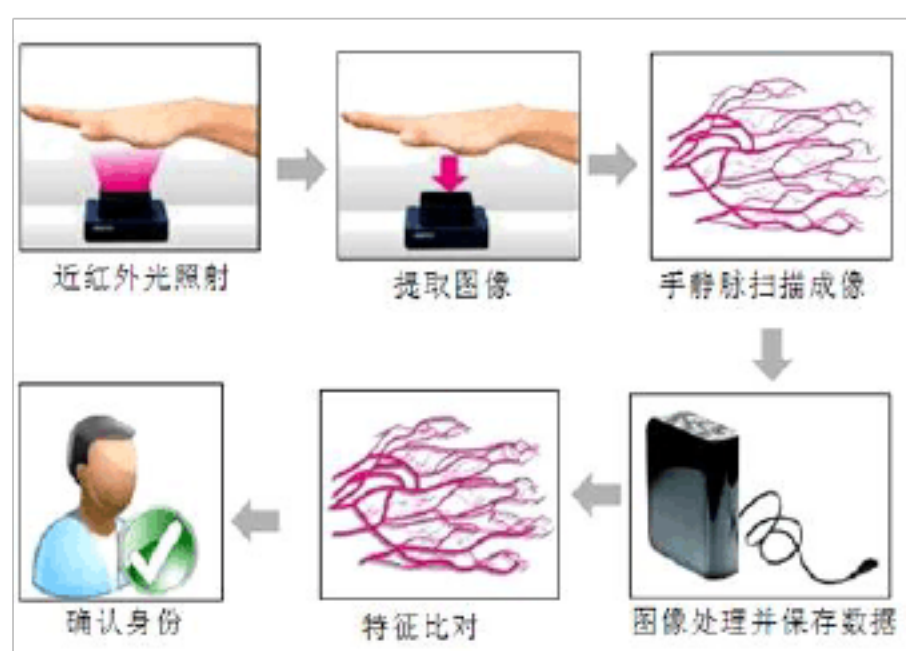 近红外光照射
提取图像
手静脉扫描成像
图像处理并保存数据
特征比对
确认身份